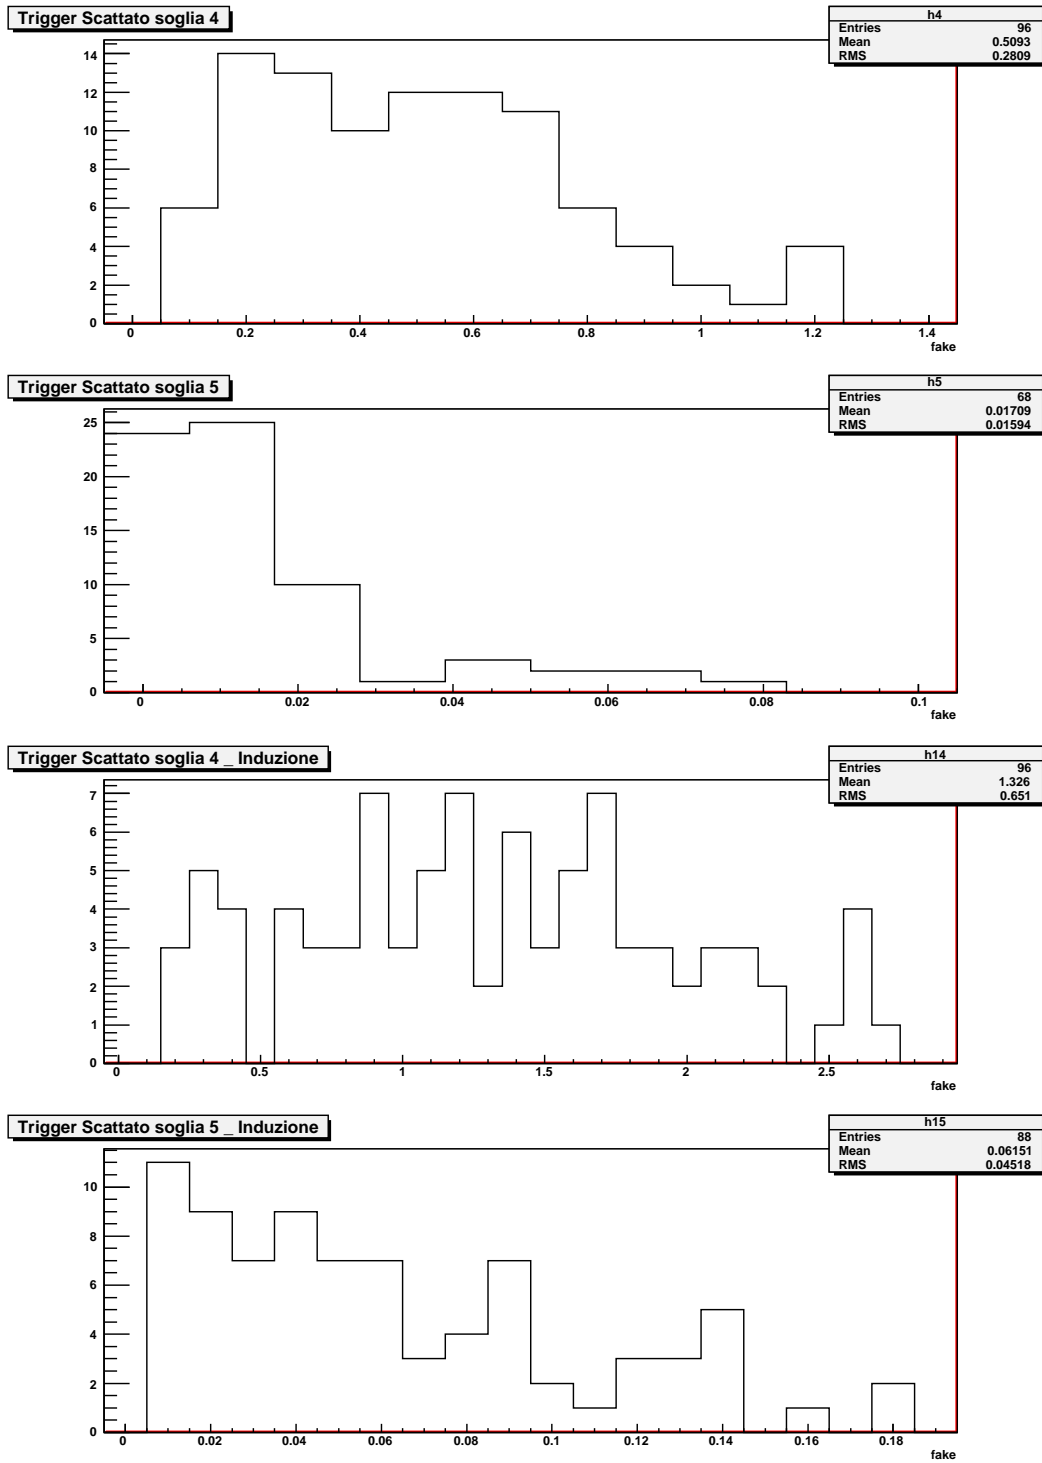 Trigger Scattato soglia 4
h4
Entries 96
Mean 0.5093
RMS 0.2809
14
12
10
8
6
4
2
0
0 0.2 0.4 0.6 0.8 1 1.2 1.4
fake
Trigger Scattato soglia 5
h5
Entries 68
Mean 0.01709
RMS 0.01594
25
20
15
10
5
0
0 0.02 0.04 0.06 0.08 0.1
fake
Trigger Scattato soglia 4 _ Induzione
h14
Entries 96
Mean 1.326
RMS 0.651
7
6
5
4
3
2
1
0
0 0.5 1 1.5 2 2.5
fake
Trigger Scattato soglia 5 _ Induzione
h15
Entries 88
Mean 0.06151
RMS 0.04518
10
8
6
4
2
0
0 0.02 0.04 0.06 0.08 0.1 0.12 0.14 0.16 0.18
fake